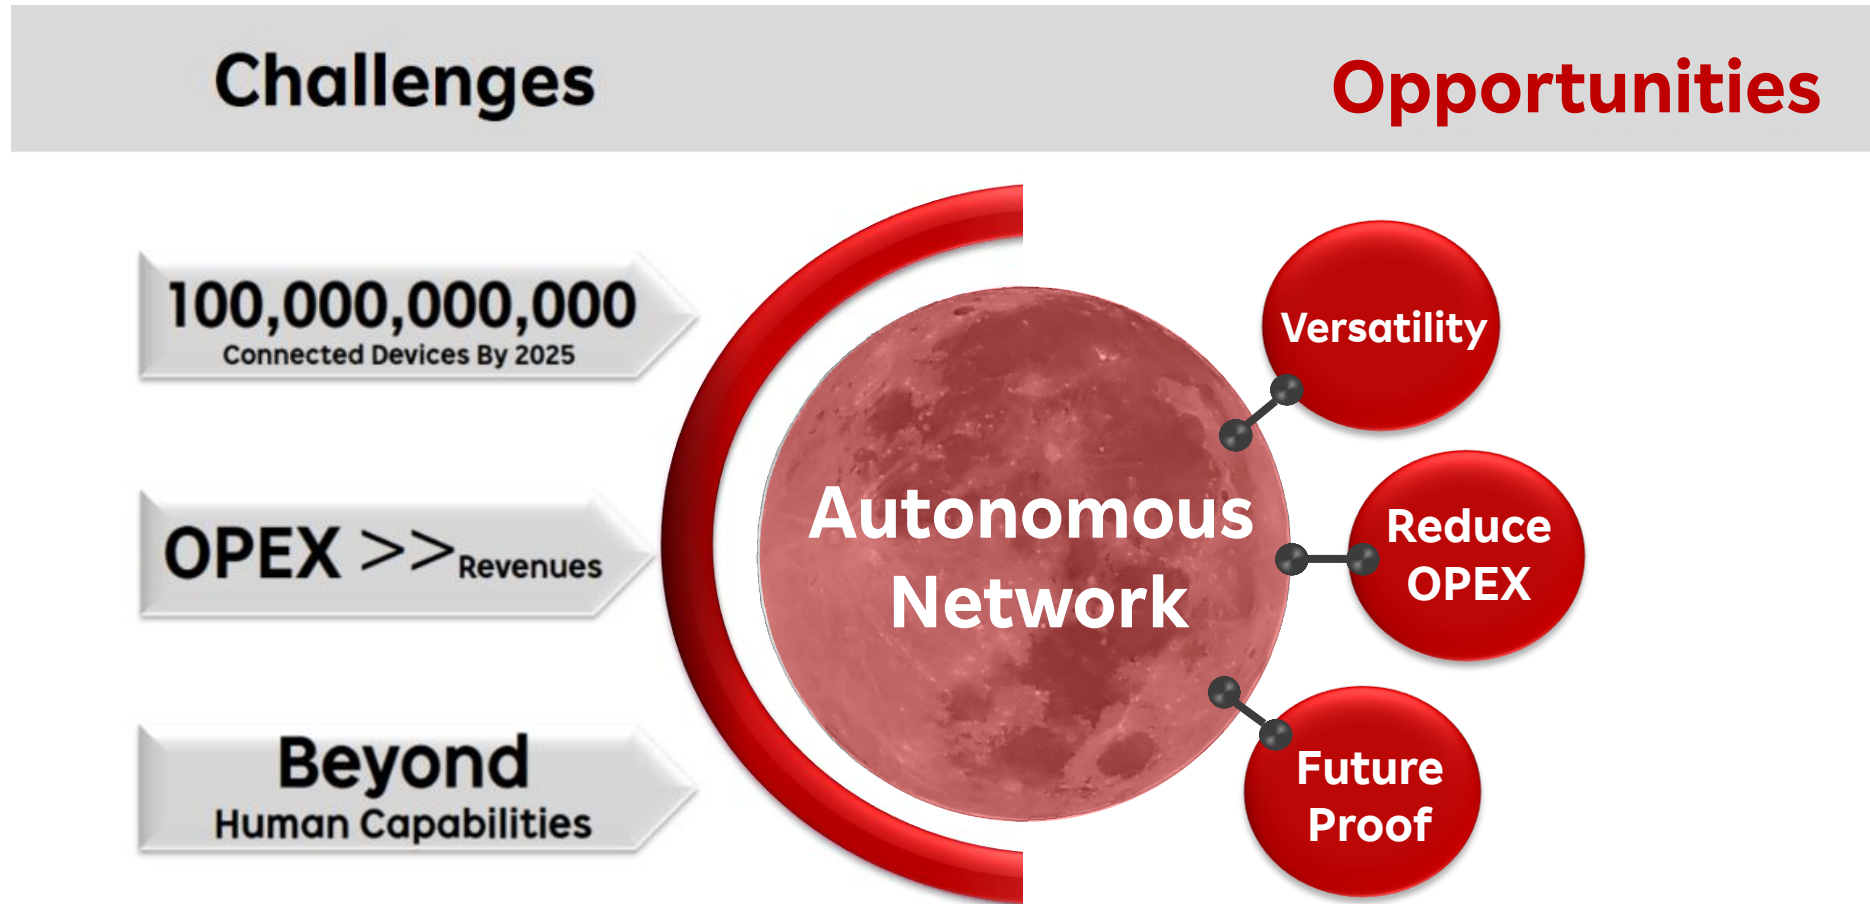 Challenges
Opportunities
100,000,000,000
Connected Devices By 2025
OPEX >> Revenues
Beyond
Human Capabilities
Autonomous
Network
Versatility
Reduce
OPEX
Future
Proof